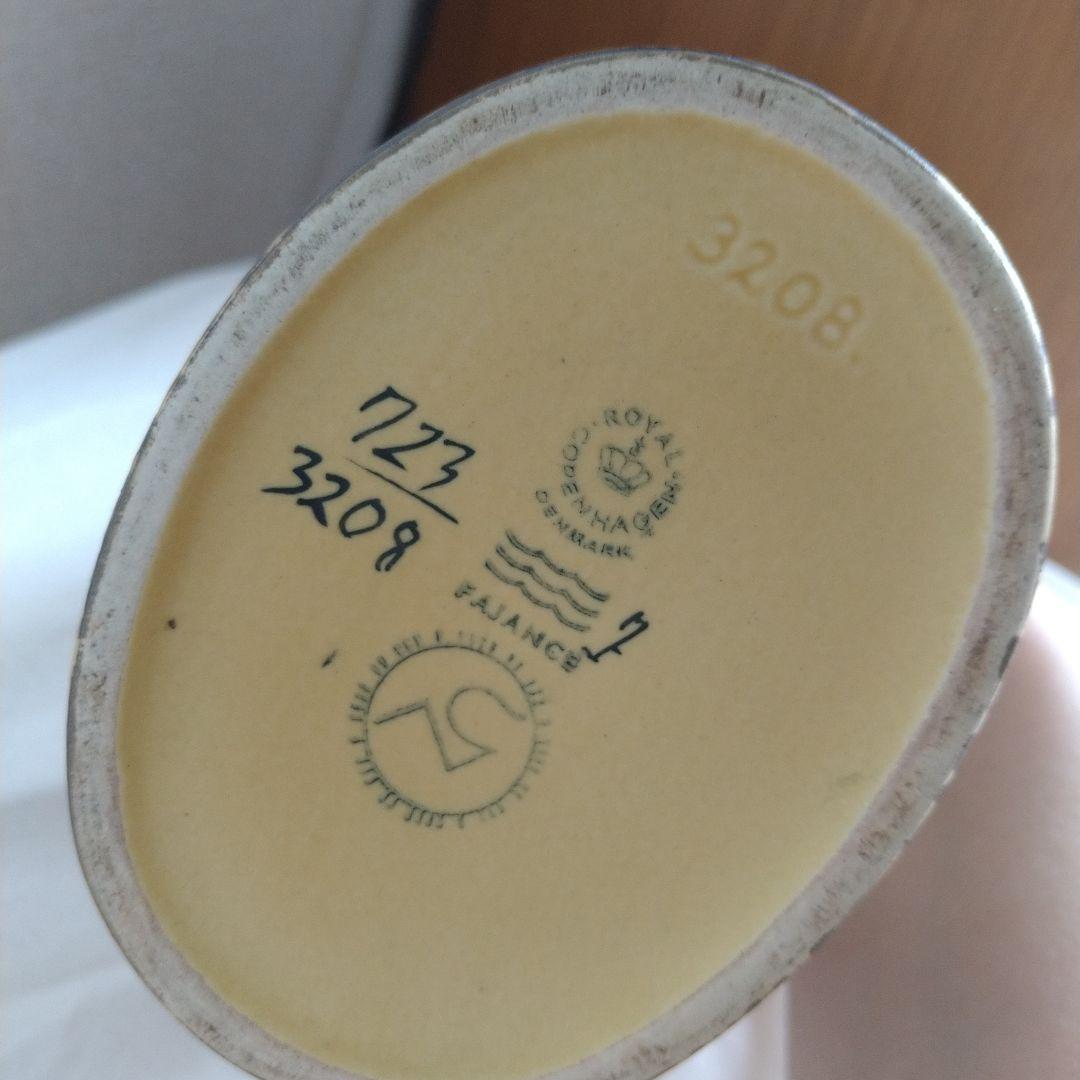 3208.
723
3208
ROYAL COPENHAGEN
DENMARK
FAJANCE